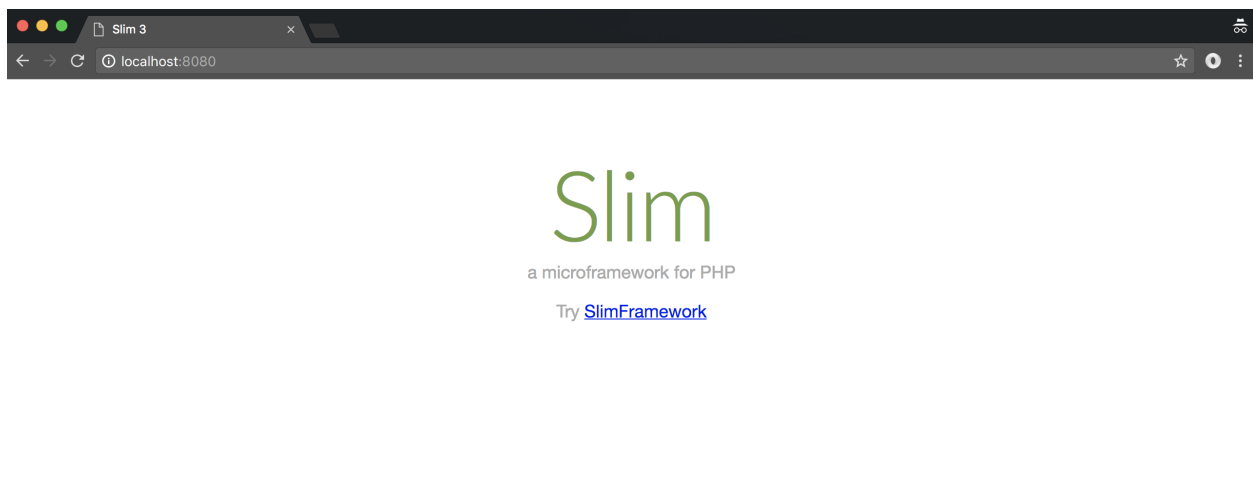 Slim 3
localhost:8080
Slim
a microframework for PHP
Try SlimFramework